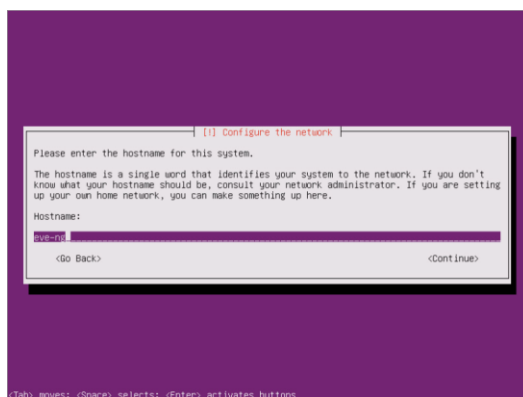 [!] Configure the network
Please enter the hostname for this system.
The hostname is a single word that identifies your system to the network. If you don't
know what your hostname should be, consult your network administrator. If you are setting
up your own home network, you can make something up here.
Hostname:
eve-ng
<Go Back> <Continue>
<Tab> moves; <Space> selects; <Enter> activates buttons